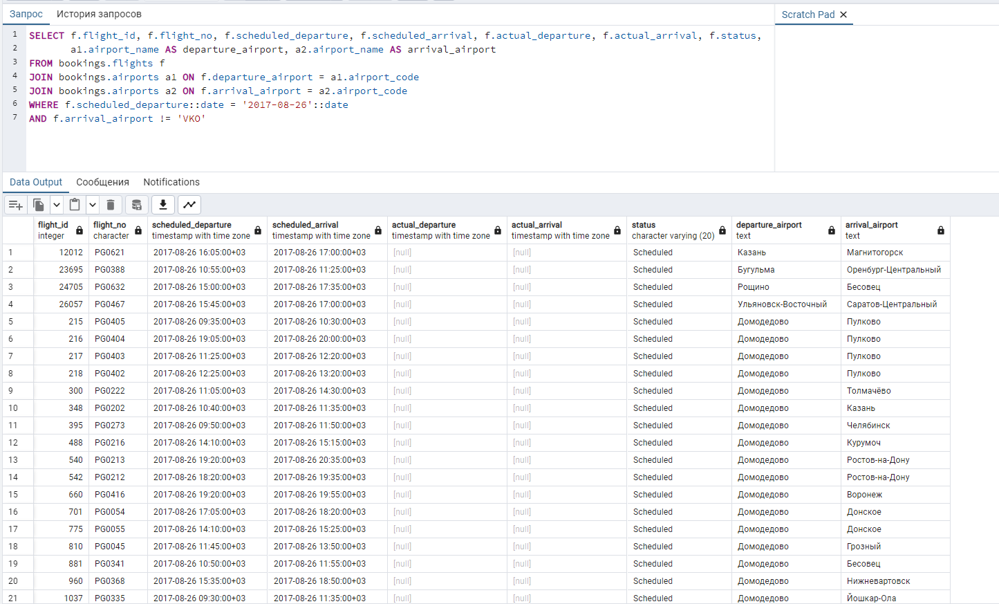 Запрос История запросов
Scratch Pad
1 SELECT f.flight_id, f.flight_no, f.scheduled_departure, f.scheduled_arrival, f.actual_departure, f.actual_arrival, f.status,
2 a1.airport_name AS departure_airport, a2.airport_name AS arrival_airport
3 FROM bookings.flights f
4 JOIN bookings.airports a1 ON f.departure_airport = a1.airport_code
5 JOIN bookings.airports a2 ON f.arrival_airport = a2.airport_code
6 WHERE f.scheduled_departure::date = '2017-08-26'::date
7 AND f.arrival_airport != 'VKO'
Data Output Сообщения Notifications
flight_id flight_no scheduled_departure scheduled_arrival actual_departure actual_arrival status departure_airport arrival_airport
integer character timestamp with time zone timestamp with time zone timestamp with time zone timestamp with time zone character varying (20) text text
1 12012 PG0621 2017-08-26 16:05:00+03 2017-08-26 17:00:00+03 [null] [null] Scheduled Казань Магнитогорск
2 23695 PG0388 2017-08-26 10:55:00+03 2017-08-26 11:25:00+03 [null] [null] Scheduled Бугульма Оренбург-Центральный
3 24705 PG0632 2017-08-26 15:00:00+03 2017-08-26 17:35:00+03 [null] [null] Scheduled Рощино Бесовец
4 26057 PG0467 2017-08-26 15:45:00+03 2017-08-26 17:00:00+03 [null] [null] Scheduled Ульяновск-Восточный Саратов-Центральный
5 215 PG0405 2017-08-26 09:35:00+03 2017-08-26 10:30:00+03 [null] [null] Scheduled Домодедово Пулково
6 216 PG0404 2017-08-26 19:05:00+03 2017-08-26 20:00:00+03 [null] [null] Scheduled Домодедово Пулково
7 217 PG0403 2017-08-26 11:25:00+03 2017-08-26 12:20:00+03 [null] [null] Scheduled Домодедово Пулково
8 218 PG0402 2017-08-26 12:25:00+03 2017-08-26 13:20:00+03 [null] [null] Scheduled Домодедово Пулково
9 300 PG0222 2017-08-26 11:05:00+03 2017-08-26 14:30:00+03 [null] [null] Scheduled Домодедово Толмачёво
10 348 PG0202 2017-08-26 10:40:00+03 2017-08-26 11:35:00+03 [null] [null] Scheduled Домодедово Казань
11 395 PG0273 2017-08-26 09:50:00+03 2017-08-26 11:50:00+03 [null] [null] Scheduled Домодедово Челябинск
12 488 PG0216 2017-08-26 14:10:00+03 2017-08-26 15:15:00+03 [null] [null] Scheduled Домодедово Курумоч
13 540 PG0213 2017-08-26 19:20:00+03 2017-08-26 20:35:00+03 [null] [null] Scheduled Домодедово Ростов-на-Дону
14 542 PG0212 2017-08-26 18:20:00+03 2017-08-26 19:35:00+03 [null] [null] Scheduled Домодедово Ростов-на-Дону
15 660 PG0416 2017-08-26 19:20:00+03 2017-08-26 19:55:00+03 [null] [null] Scheduled Домодедово Воронеж
16 701 PG0054 2017-08-26 17:05:00+03 2017-08-26 18:20:00+03 [null] [null] Scheduled Домодедово Донское
17 775 PG0055 2017-08-26 14:10:00+03 2017-08-26 15:25:00+03 [null] [null] Scheduled Домодедово Донское
18 810 PG0045 2017-08-26 11:45:00+03 2017-08-26 13:50:00+03 [null] [null] Scheduled Домодедово Грозный
19 881 PG0341 2017-08-26 10:50:00+03 2017-08-26 11:55:00+03 [null] [null] Scheduled Домодедово Бесовец
20 960 PG0368 2017-08-26 15:35:00+03 2017-08-26 18:50:00+03 [null] [null] Scheduled Домодедово Нижневартовск
21 1037 PG0335 2017-08-26 09:30:00+03 2017-08-26 11:35:00+03 [null] [null] Scheduled Домодедово Йошкар-Ола